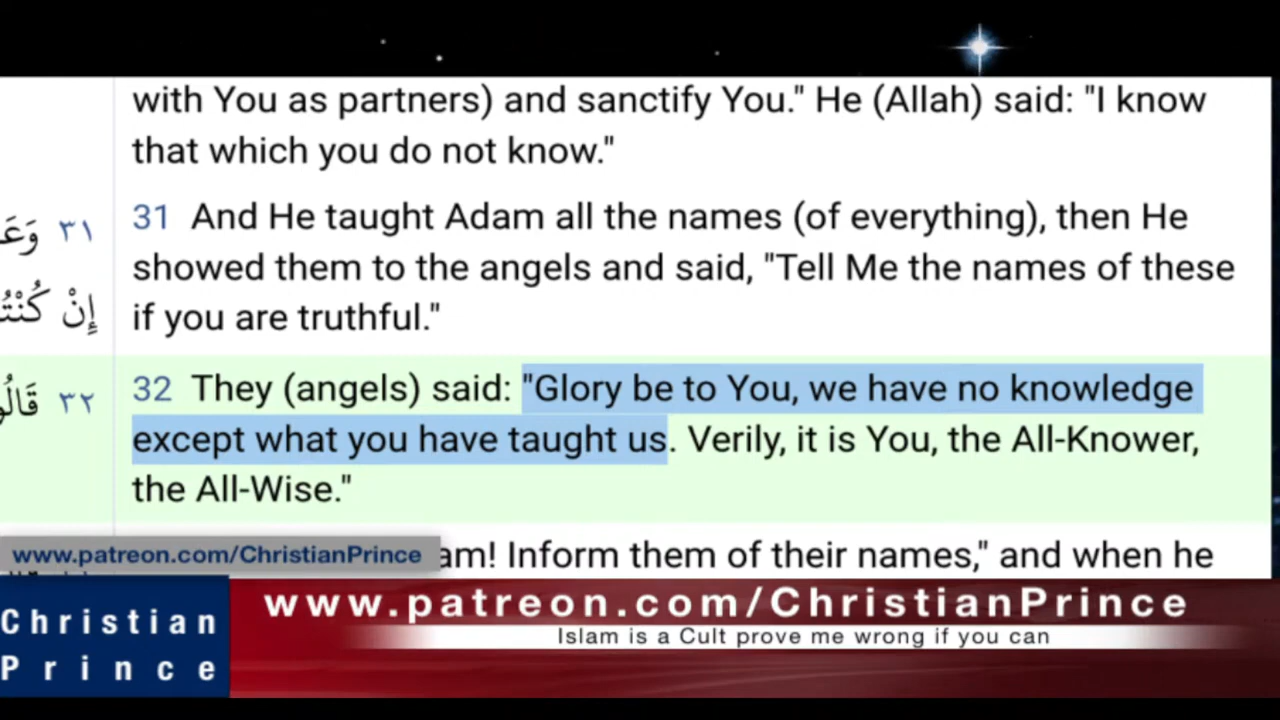 with You as partners) and sanctify You." He (Allah) said: "I know
that which you do not know."
31 And He taught Adam all the names (of everything), then He
showed them to the angels and said, "Tell Me the names of these
if you are truthful."
٣١
إِنْ
32 They (angels) said: "Glory be to You, we have no knowledge
except what you have taught us. Verily, it is You, the All-Knower,
the All-Wise."
٣٢
am! Inform them of their names," and when he
www.patreon.com/ChristianPrince
Christian
Prince
www.patreon.com/ChristianPrince
Islam is a Cult prove me wrong if you can